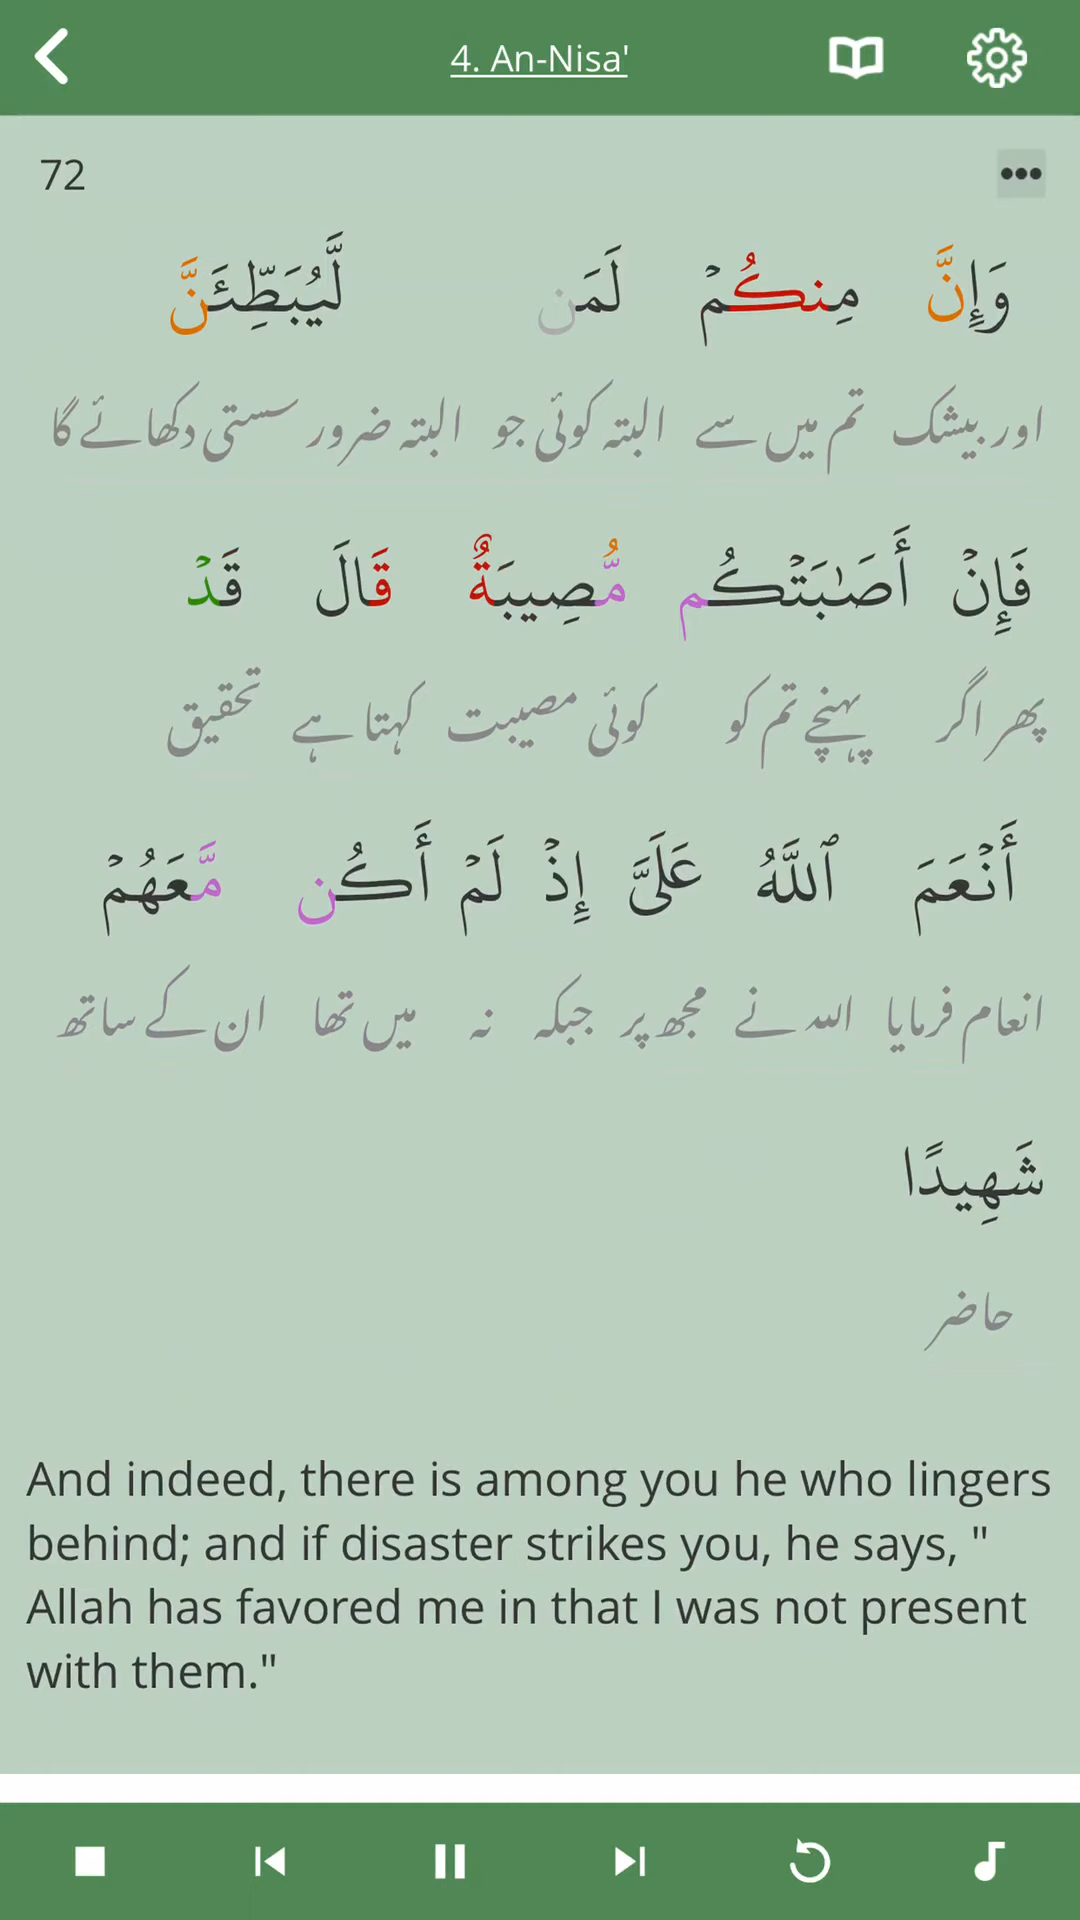 4. An-Nisa'
72
وَإِنَّ مِنكُمۡ لَمَن لَّيُبَطِّئَنَّ
اور بیشک تم میں سے البتہ کوئی جو البتہ ضرور سستی دکھائے گا
فَإِنۡ أَصَٰبَتۡكُم مُّصِيبَةٞ قَالَ قَدۡ
پھر اگر پہنچے تم کو کوئی مصیبت کہتا ہے تحقیق
أَنۡعَمَ ٱللَّهُ عَلَيَّ إِذۡ لَمۡ أَكُن مَّعَهُمۡ
انعام فرمایا اللہ نے مجھ پر جبکہ نہ میں تھا ان کے ساتھ
شَهِيدٗا
حاضر
And indeed, there is among you he who lingers
behind; and if disaster strikes you, he says, "
Allah has favored me in that I was not present
with them."